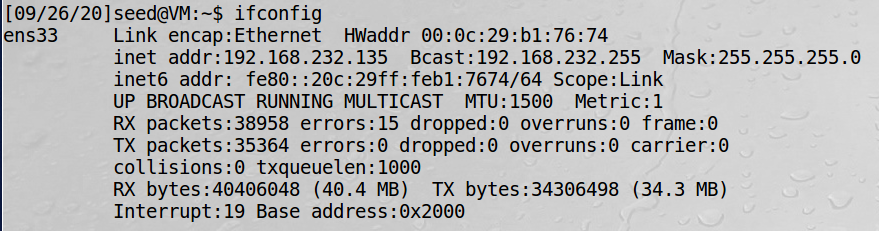 [09/26/20]seed@VM:~$ ifconfig
ens33 Link encap:Ethernet HWaddr 00:0c:29:b1:76:74
inet addr:192.168.232.135 Bcast:192.168.232.255 Mask:255.255.255.0
inet6 addr: fe80::20c:29ff:feb1:7674/64 Scope:Link
UP BROADCAST RUNNING MULTICAST MTU:1500 Metric:1
RX packets:38958 errors:15 dropped:0 overruns:0 frame:0
TX packets:35364 errors:0 dropped:0 overruns:0 carrier:0
collisions:0 txqueuelen:1000
RX bytes:40406048 (40.4 MB) TX bytes:34306498 (34.3 MB)
Interrupt:19 Base address:0x2000